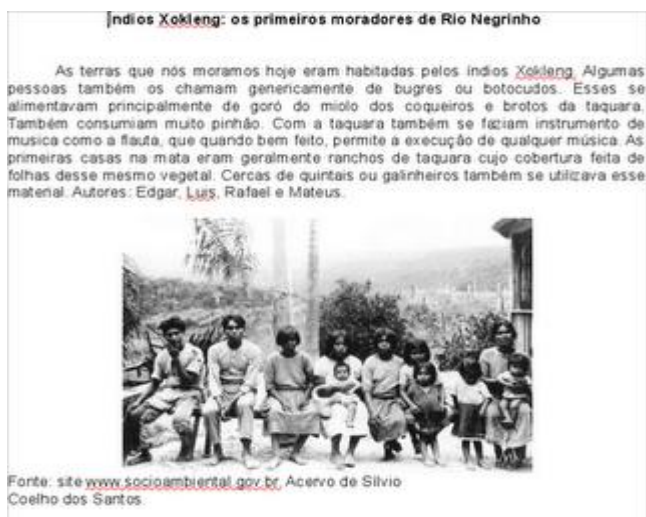 Índios Xokleng: os primeiros moradores de Rio Negrinho
As terras que nós moramos hoje eram habitadas pelos índios Xokleng. Algumas
pessoas também os chamam genericamente de bugres ou botocudos. Esses se
alimentavam principalmente de goró do miolo dos coqueiros e brotos da taquara.
Também consumiam muito pinhão. Com a taquara também se faziam instrumento de
musica como a flauta, que quando bem feito, permite a execução de qualquer música. As
primeiras casas na mata eram geralmente ranchos de taquara cujo cobertura feita de
folhas desse mesmo vegetal. Cercas de quintais ou galinheiros também se utilizava esse
material. Autores: Edgar, Luis, Rafael e Mateus.
Fonte: site www.socioambiental.gov.br, Acervo de Silvio
Coelho dos Santos.